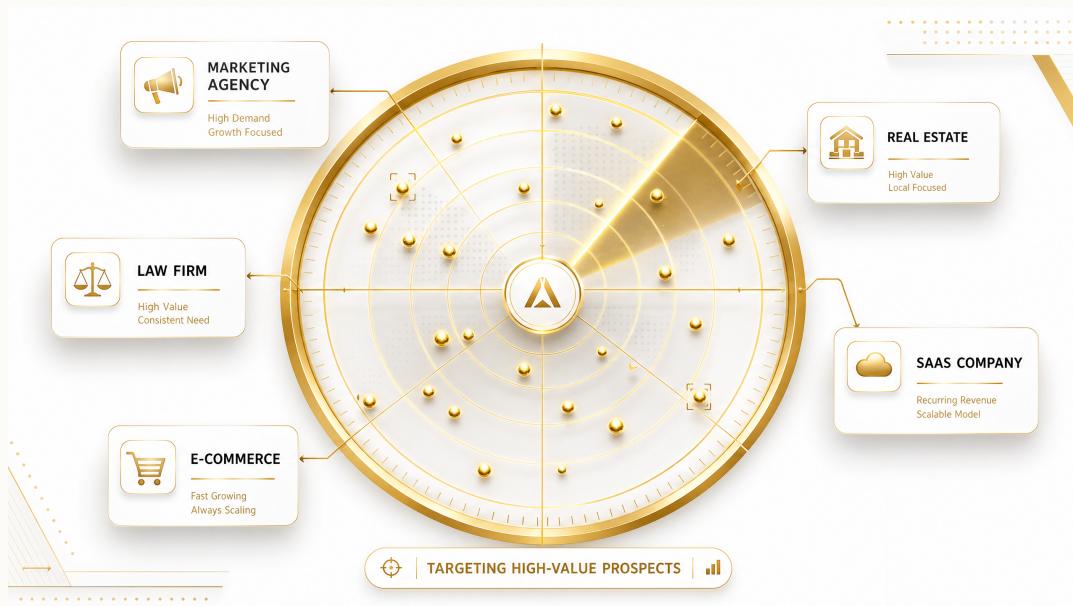 MARKETING
AGENCY
High Demand
Growth Focused
REAL ESTATE
High Value
Local Focused
LAW FIRM
High Value
Consistent Need
SAAS COMPANY
Recurring Revenue
Scalable Model
E-COMMERCE
Fast Growing
Always Scaling
TARGETING HIGH-VALUE PROSPECTS